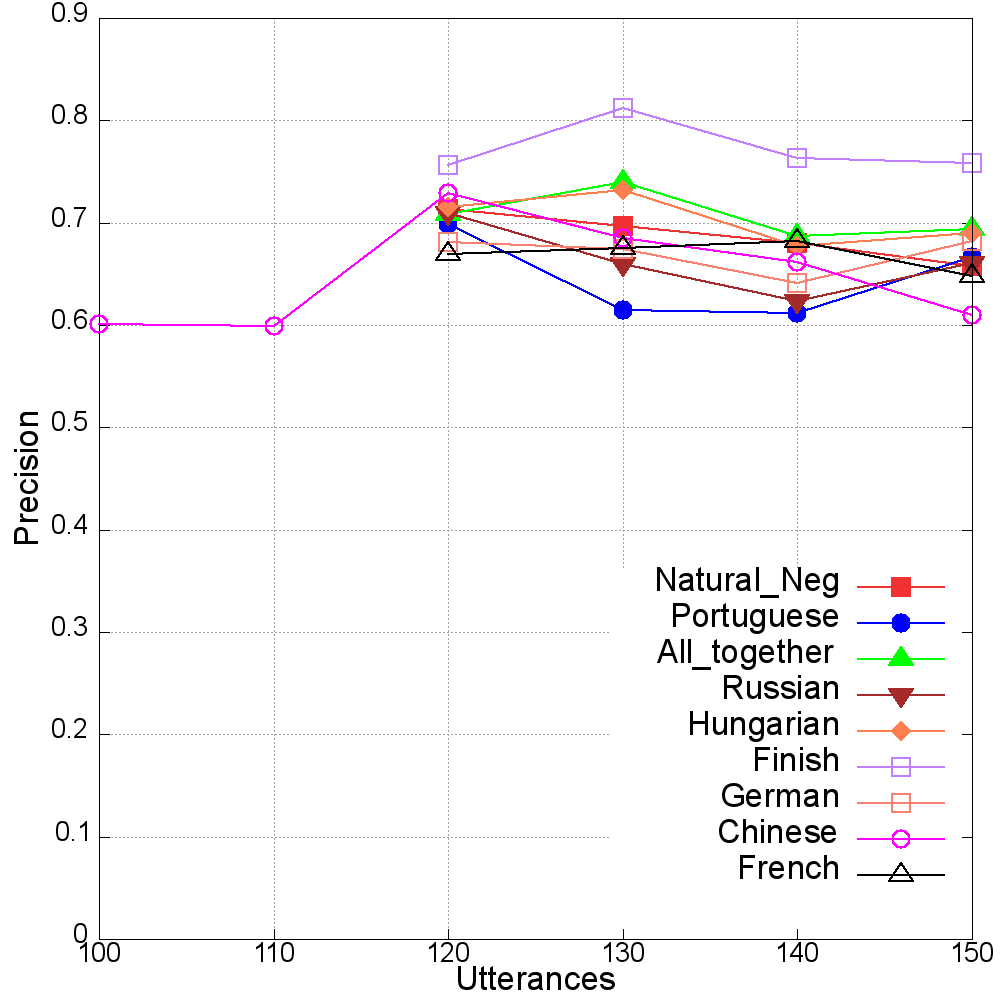 0.9
0.8
0.7
0.6
0.5
0.4
0.3
0.2
0.1
0
Precision
Natural_Neg
Portuguese
All_together
Russian
Hungarian
Finish
German
Chinese
French
100 110 120 130 140 150
Utterances